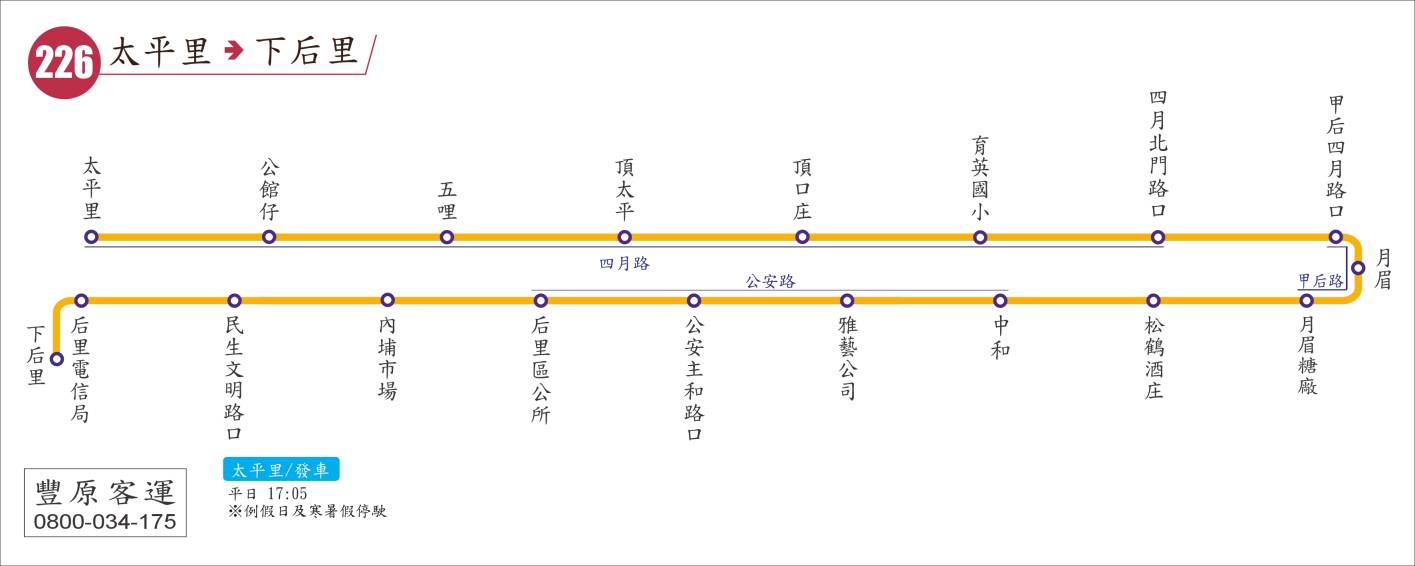 226 太平里 → 下后里
太平里
公館仔
五哩
頂太平
頂口庄
育英國小
四月北門路口
甲后四月路口
月眉
四月路
公安路
甲后路
下后里
后里電信局
民生文明路口
內埔市場
后里區公所
公安主和路口
雅藝公司
中和
松鶴酒庄
月眉糖廠
太平里/發車
平日 17:05
※例假日及寒暑假停駛
豐原客運
0800-034-175